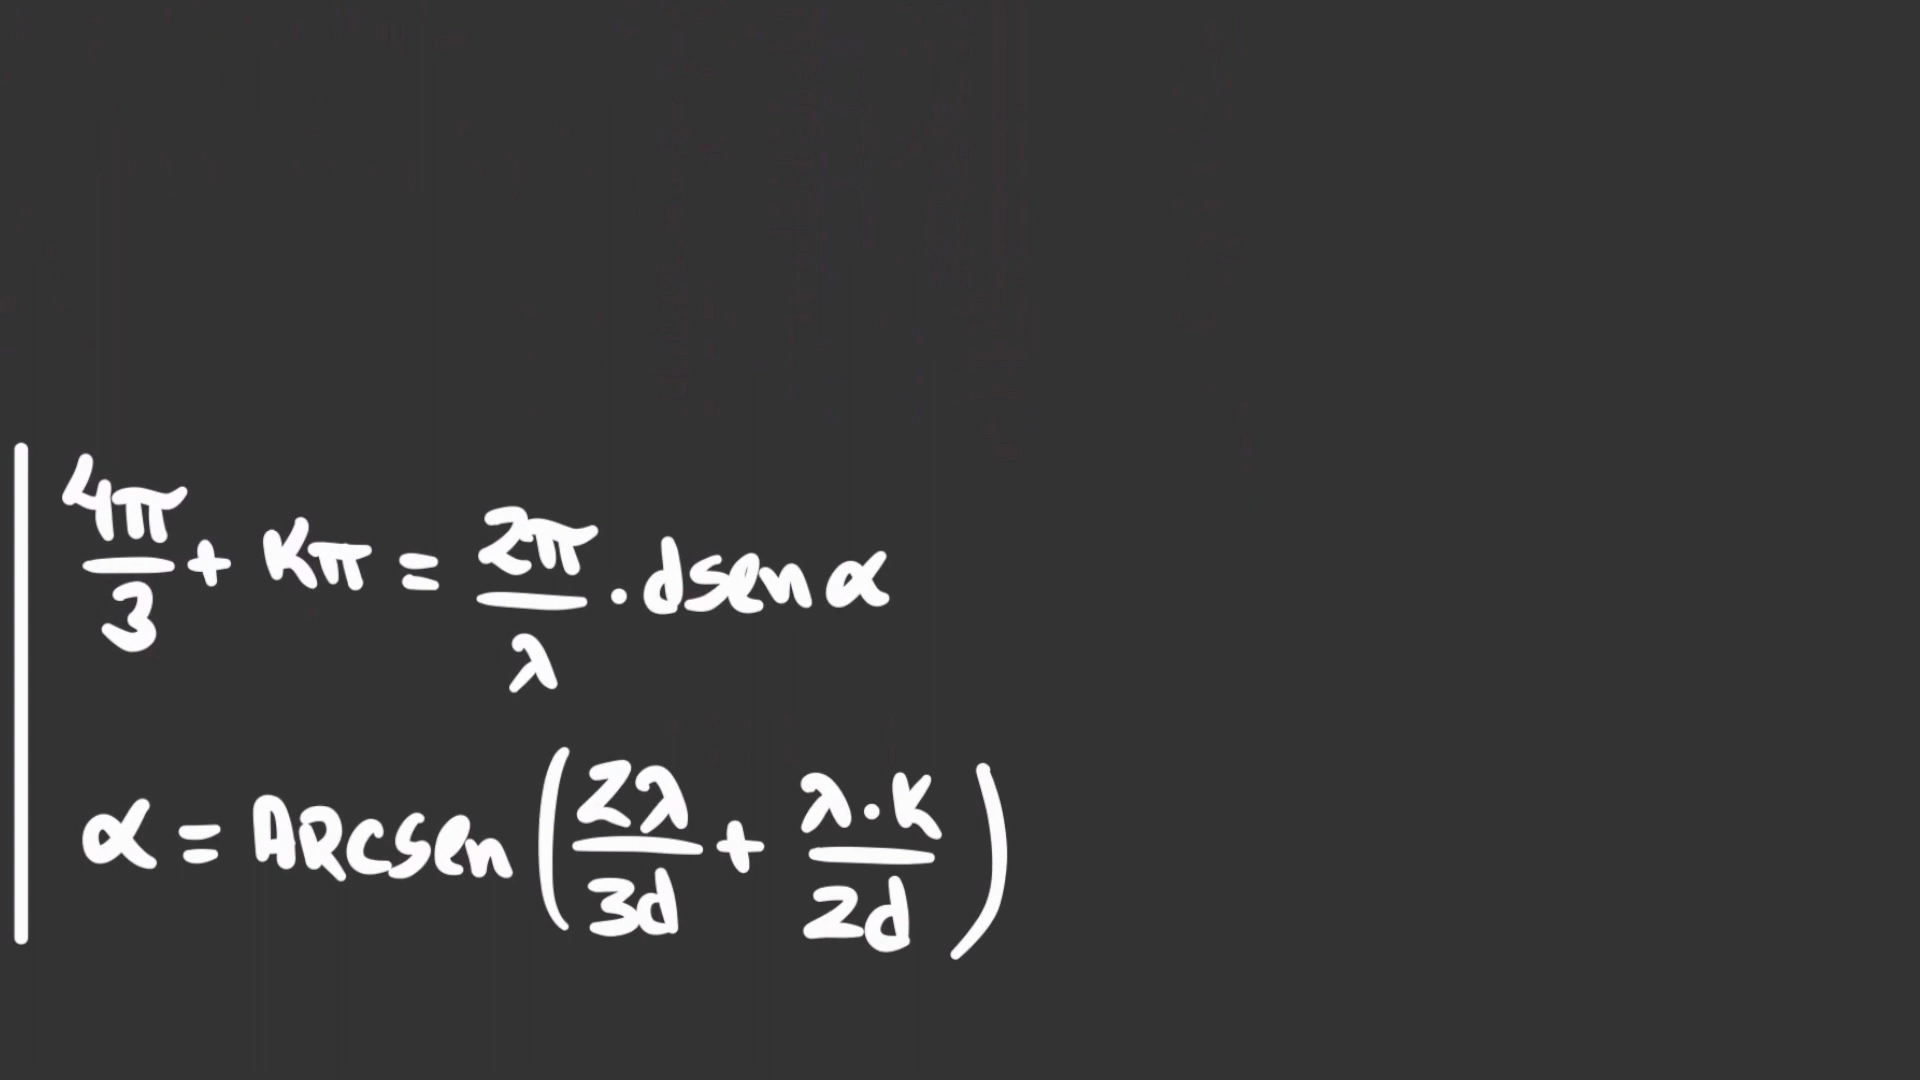 4π/3 + Kπ = 2π/λ · dsen α
α = ARCsen (2λ/3d + λ·K/2d)